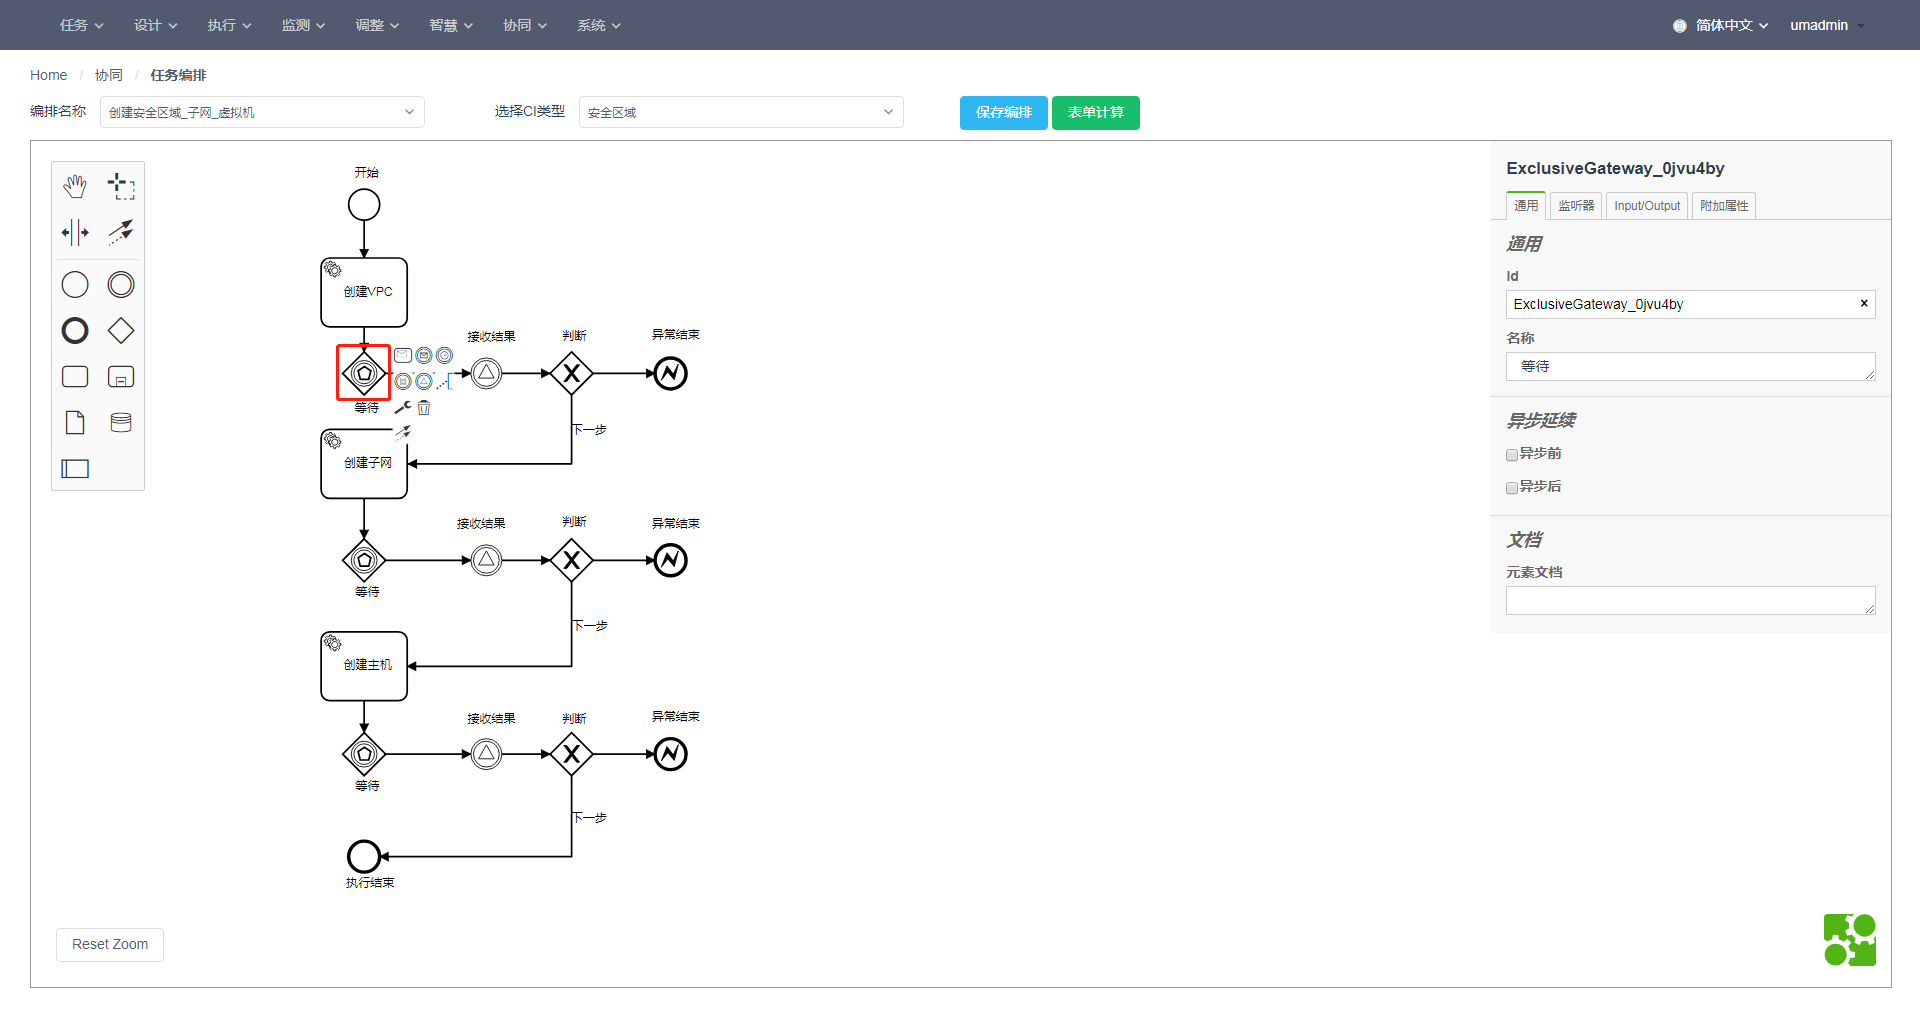 任务 设计 执行 监测 调整 智慧 协同 系统 简体中文 umadmin
Home / 协同 / 任务编排
编排名称 创建安全区域_子网_虚拟机 选择CI类型 安全区域 保存编排 表单计算
开始
创建VPC
接收结果 判断 异常结束
等待
下一步
创建子网
接收结果 判断 异常结束
等待
下一步
创建主机
接收结果 判断 异常结束
等待
下一步
执行结束
Reset Zoom
ExclusiveGateway_0jvu4by
通用 监听器 Input/Output 附加属性
通用
Id
ExclusiveGateway_0jvu4by
名称
等待
异步延续
异步前
异步后
文档
元素文档